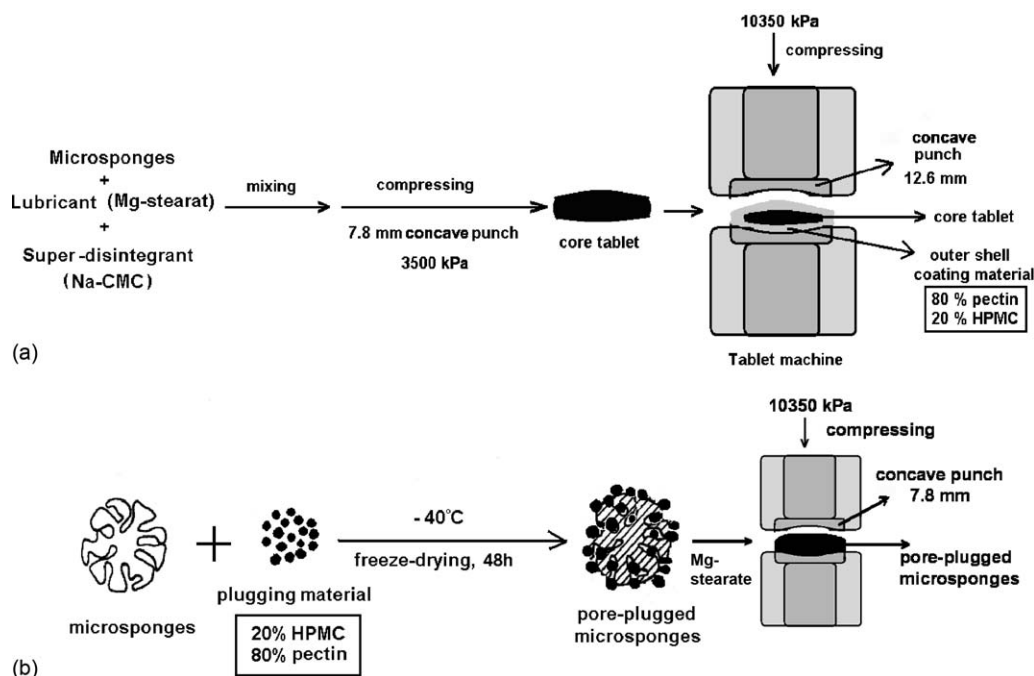 10350 kPa
compressing
Microsponges
+
Lubricant (Mg-stearat)
+
Super-disintegrant
(Na-CMC)
mixing
compressing
7.8 mm concave punch
3500 kPa
core tablet
concave
punch
12.6 mm
core tablet
outer shell
coating material
80 % pectin
20 % HPMC
Tablet machine
(a)
10350 kPa
compressing
concave punch
7.8 mm
microsponges
+
plugging material
20% HPMC
80% pectin
- 40°C
freeze-drying, 48h
pore-plugged
microsponges
Mg-
stearate
pore-plugged
microsponges
(b)